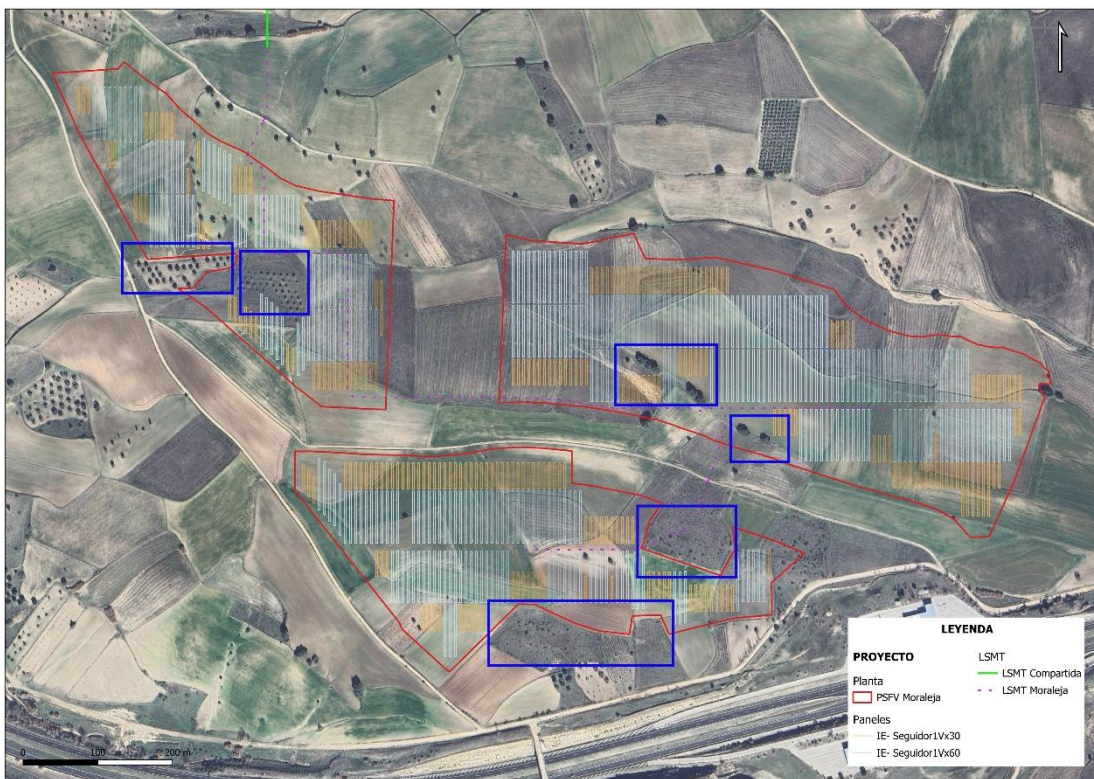 LEYENDA
PROYECTO
Planta
PSFV Moraleja
Paneles
IE- Seguidor1Vx30
IE- Seguidor1Vx60
LSMT
LSMT Compartida
LSMT Moraleja
0 100 200 m